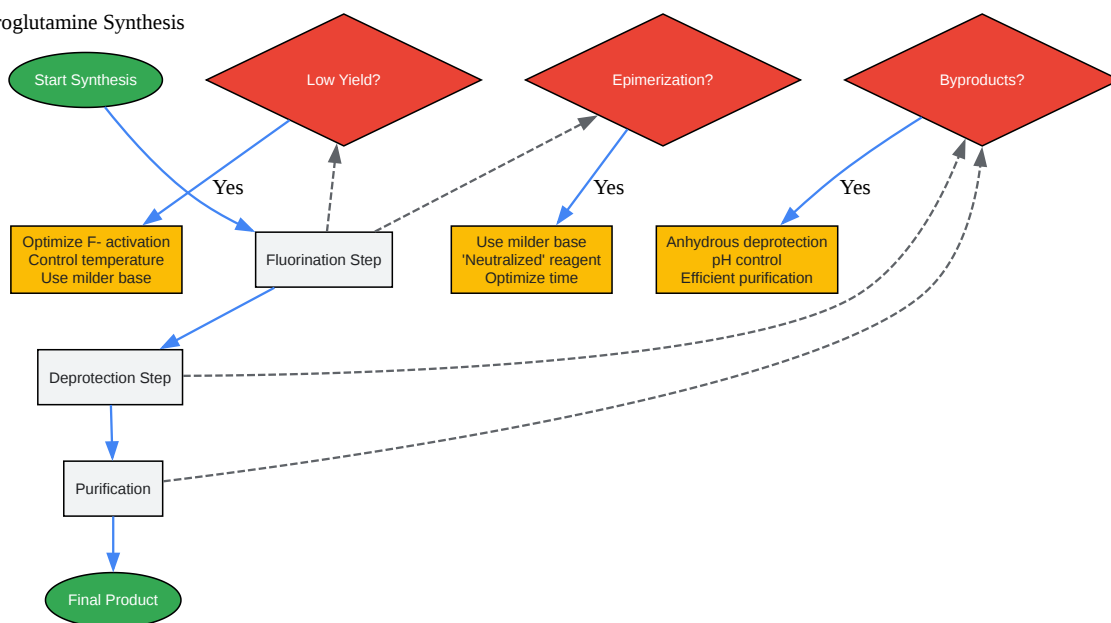 Synthesis
Start Synthesis
Low Yield?
Epimerization?
Byproducts?
Yes
Yes
Yes
Optimize F- activation
Control temperature
Use milder base
Fluorination Step
Use milder base
'Neutralized' reagent
Optimize time
Anhydrous deprotection
pH control
Efficient purification
Deprotection Step
Purification
Final Product